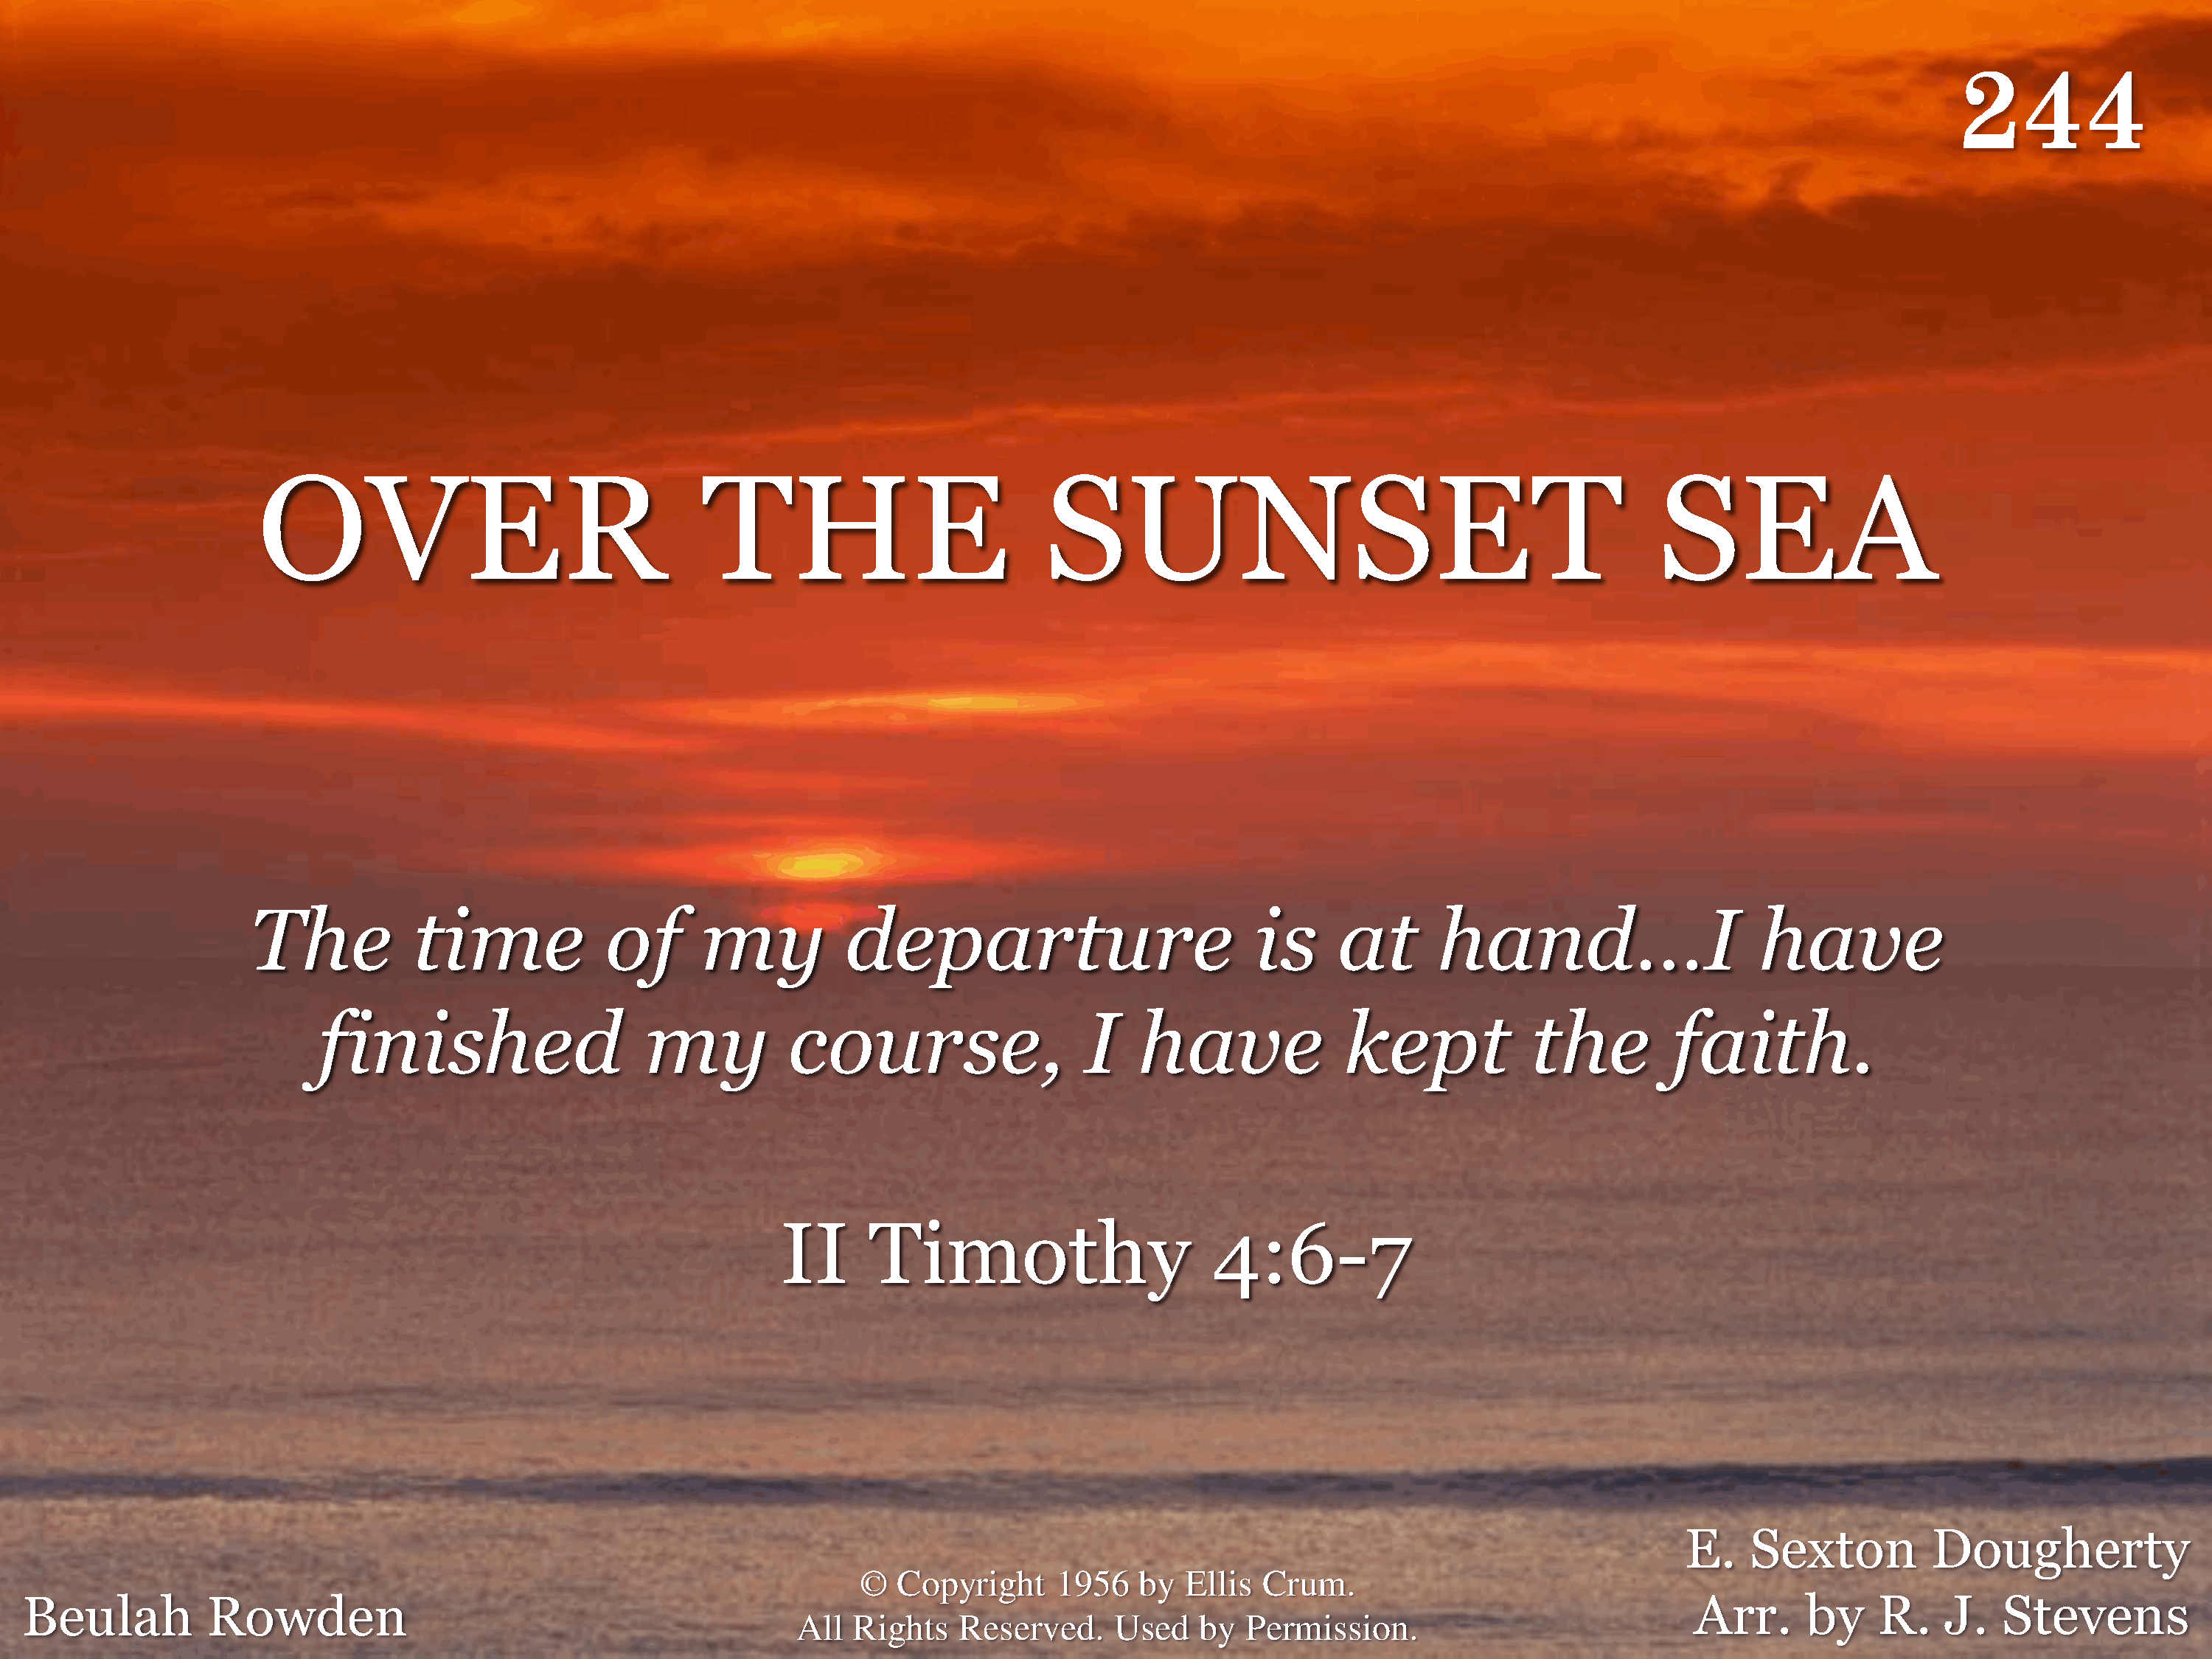 244
OVER THE SUNSET SEA
The time of my departure is at hand...I have
finished my course, I have kept the faith.
II Timothy 4:6-7
Beulah Rowden
© Copyright 1956 by Ellis Crum.
All Rights Reserved. Used by Permission.
E. Sexton Dougherty
Arr. by R. J. Stevens